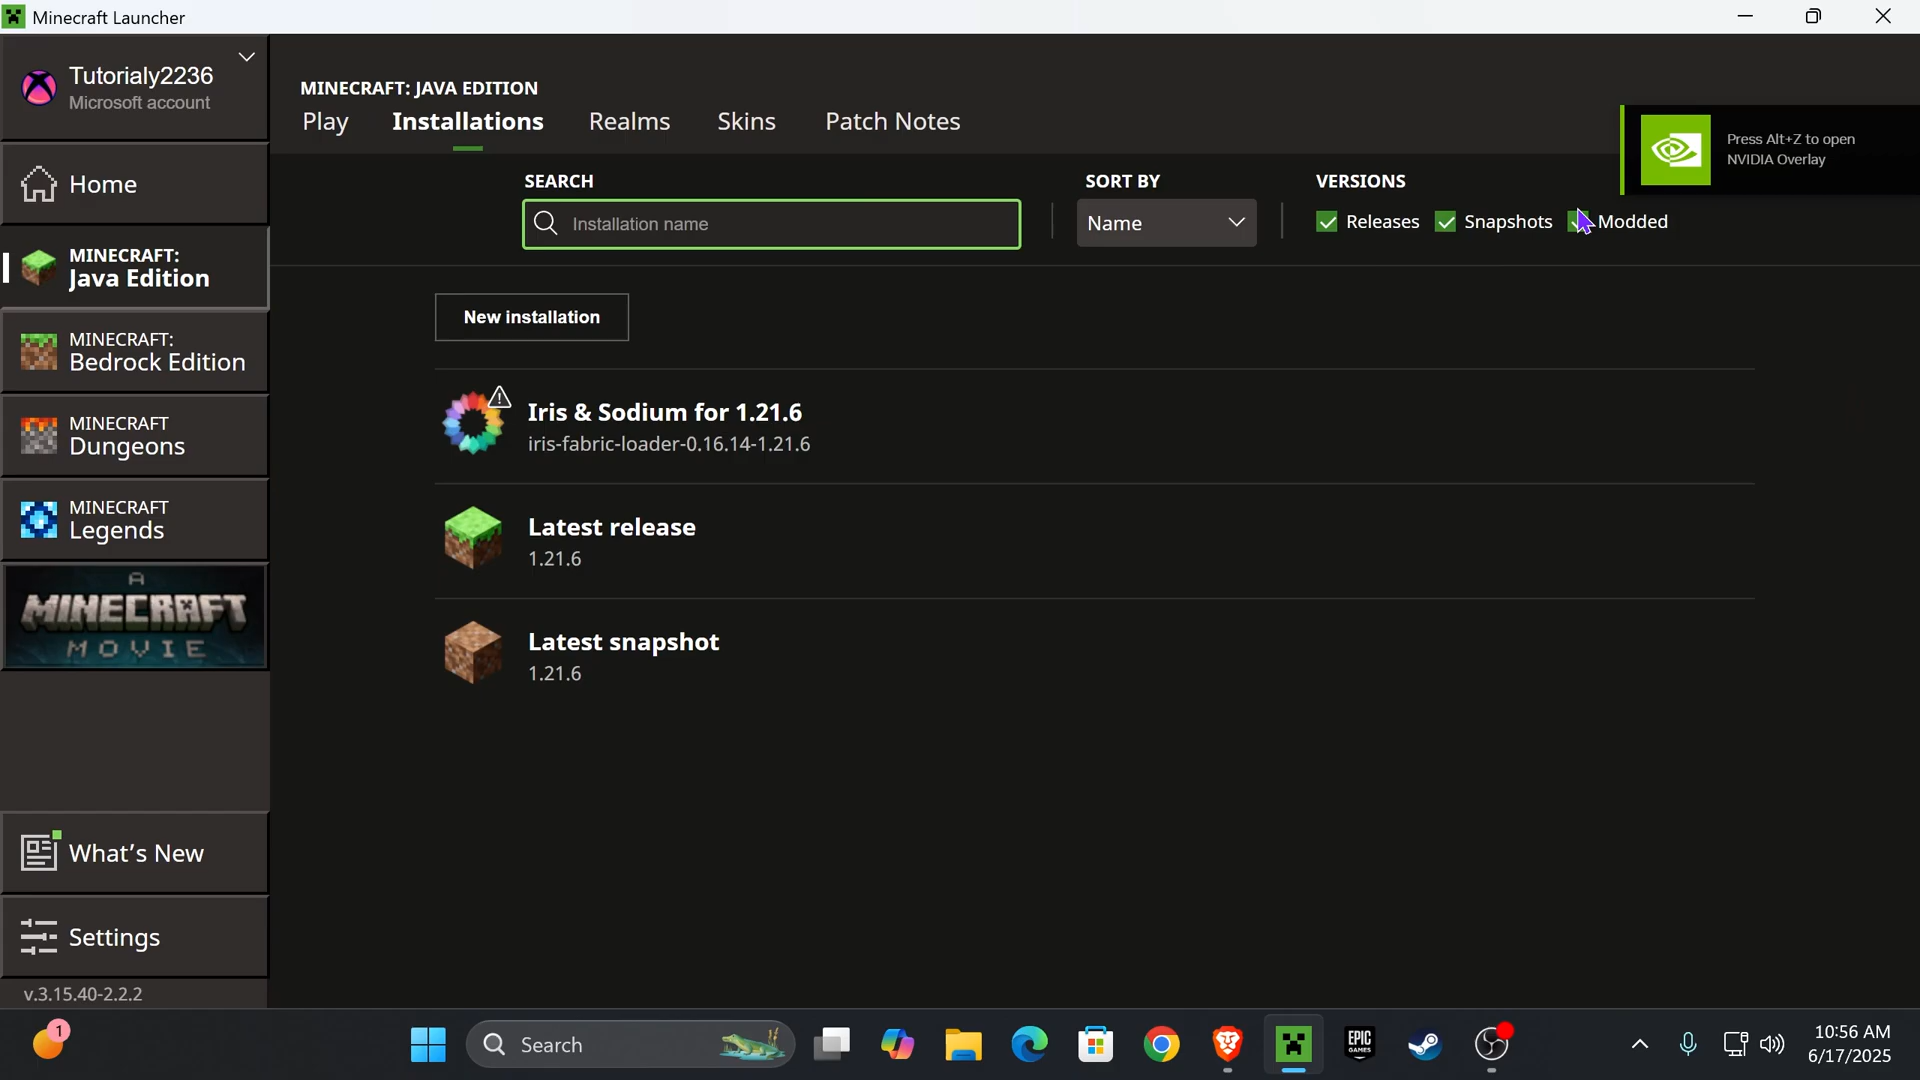 Minecraft Launcher
Tutorialy2236
Microsoft account
Home
MINECRAFT:
Java Edition
MINECRAFT:
Bedrock Edition
MINECRAFT
Dungeons
MINECRAFT
Legends
A
MINECRAFT
MOVIE
What's New
Settings
v.3.15.40-2.2.2
MINECRAFT: JAVA EDITION
Play Installations Realms Skins Patch Notes
Press Alt+Z to open
NVIDIA Overlay
SEARCH SORT BY VERSIONS
Installation name Name Releases Snapshots Modded
New installation
Iris & Sodium for 1.21.6
iris-fabric-loader-0.16.14-1.21.6
Latest release
1.21.6
Latest snapshot
1.21.6
1
Search
EPIC
GAMES
10:56 AM
6/17/2025